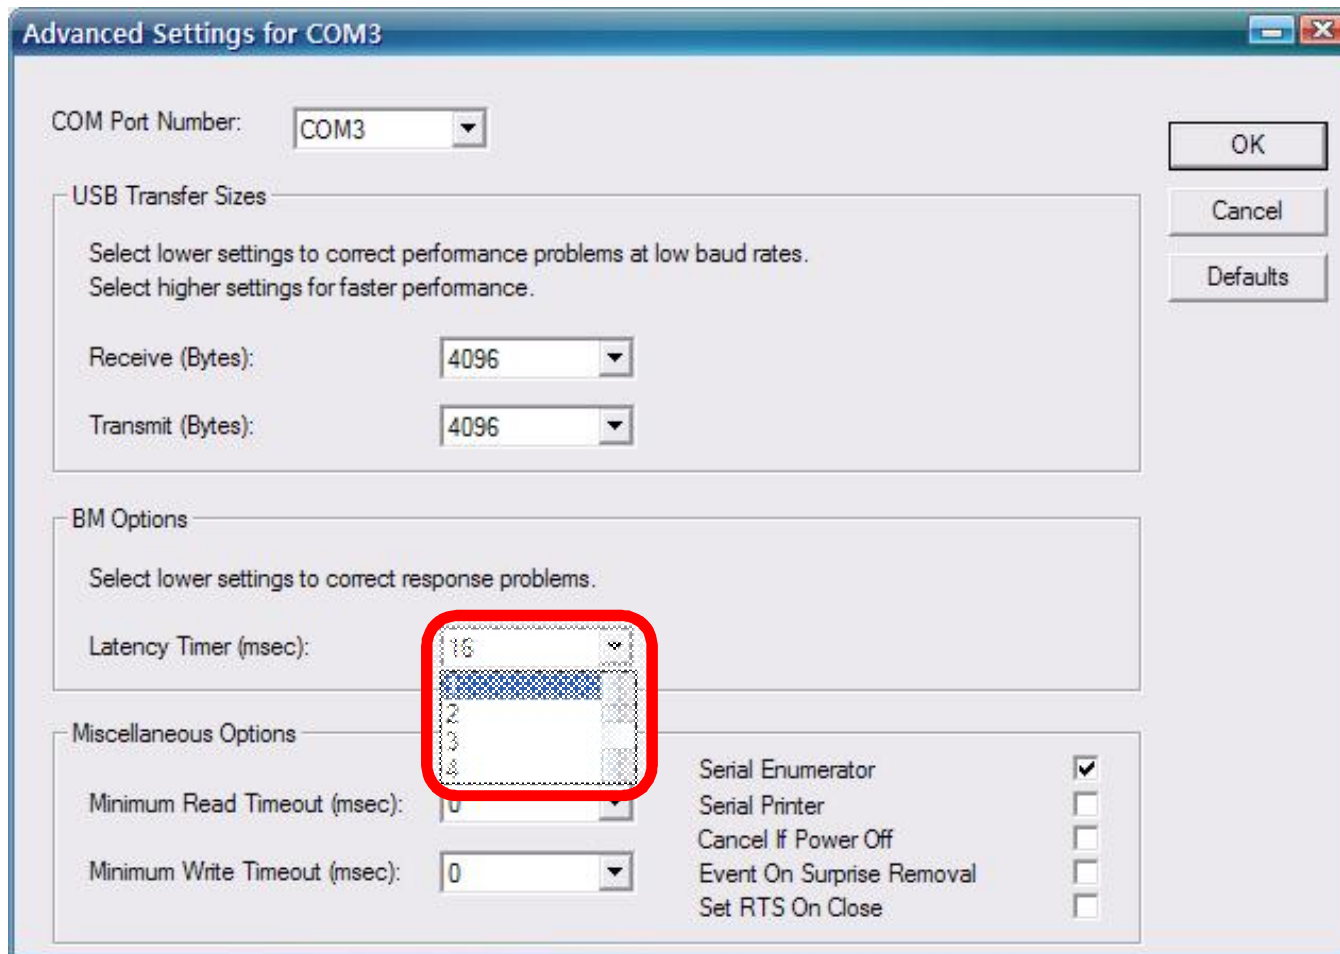 Advanced Settings for COM3
COM Port Number:
COM3
OK
Cancel
Defaults
USB Transfer Sizes
Select lower settings to correct performance problems at low baud rates.
Select higher settings for faster performance.
Receive (Bytes):
4096
Transmit (Bytes):
4096
BM Options
Select lower settings to correct response problems.
Latency Timer (msec):
16
2
3
4
Miscellaneous Options
Minimum Read Timeout (msec):
0
Minimum Write Timeout (msec):
0
Serial Enumerator
Serial Printer
Cancel If Power Off
Event On Surprise Removal
Set RTS On Close